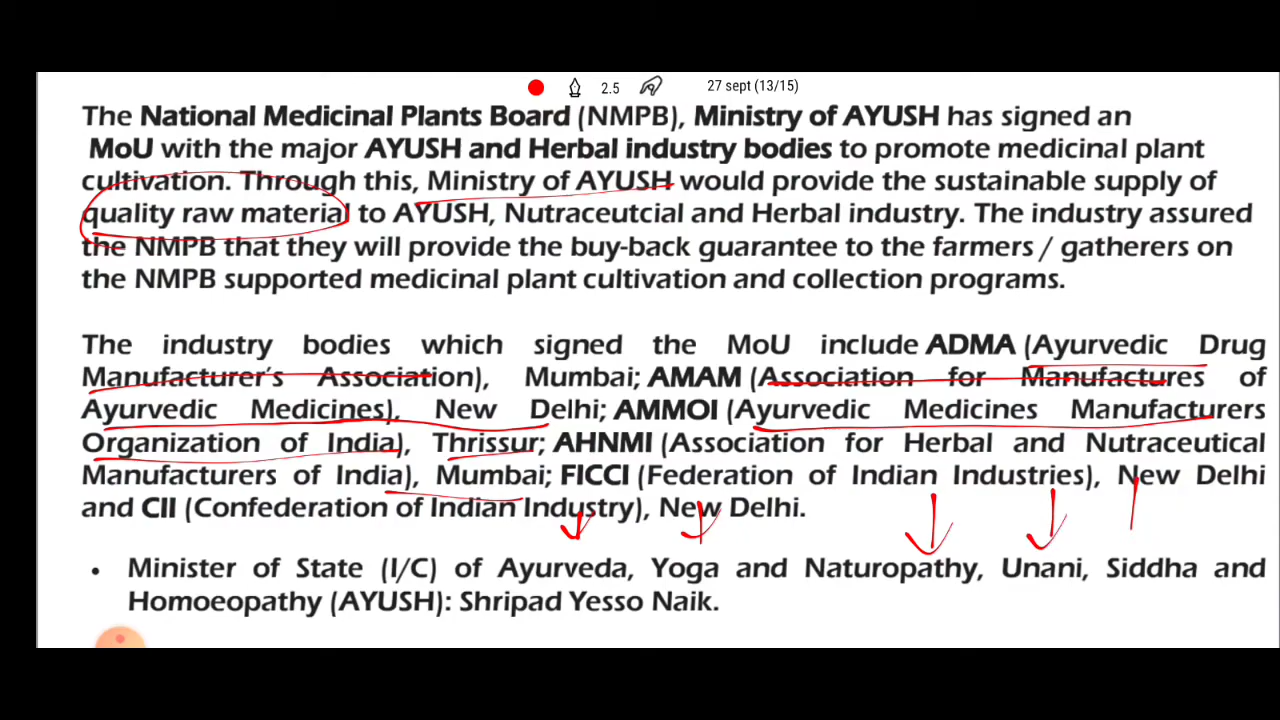 2.5 27 sept (13/15)
The National Medicinal Plants Board (NMPB), Ministry of AYUSH has signed an
MoU with the major AYUSH and Herbal industry bodies to promote medicinal plant
cultivation. Through this, Ministry of AYUSH would provide the sustainable supply of
quality raw material to AYUSH, Nutraceutcial and Herbal industry. The industry assured
the NMPB that they will provide the buy-back guarantee to the farmers / gatherers on
the NMPB supported medicinal plant cultivation and collection programs.
The industry bodies which signed the MoU include ADMA (Ayurvedic Drug
Manufacturer's Association), Mumbai; AMAM (Association for Manufactures of
Ayurvedic Medicines), New Delhi; AMMOI (Ayurvedic Medicines Manufacturers
Organization of India), Thrissur; AHNMI (Association for Herbal and Nutraceutical
Manufacturers of India), Mumbai; FICCI (Federation of Indian Industries), New Delhi
and CII (Confederation of Indian Industry), New Delhi.
• Minister of State (I/C) of Ayurveda, Yoga and Naturopathy, Unani, Siddha and
Homoeopathy (AYUSH): Shripad Yesso Naik.